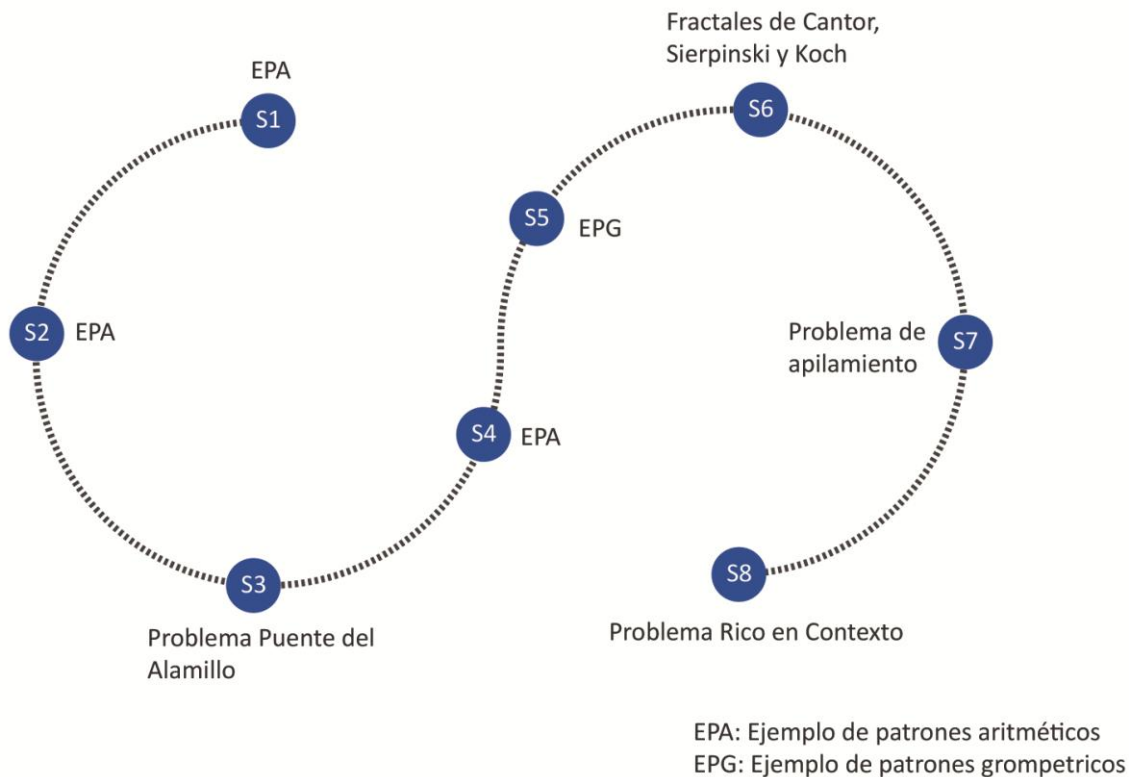 EPA
S1
S2
EPA
S3
Problema Puente del
Alamillo
S4
EPA
S5
EPG
Fractales de Cantor,
Sierpinski y Koch
S6
Problema de
apilamiento
S7
S8
Problema Rico en Contexto
EPA: Ejemplo de patrones aritméticos
EPG: Ejemplo de patrones grompetricos